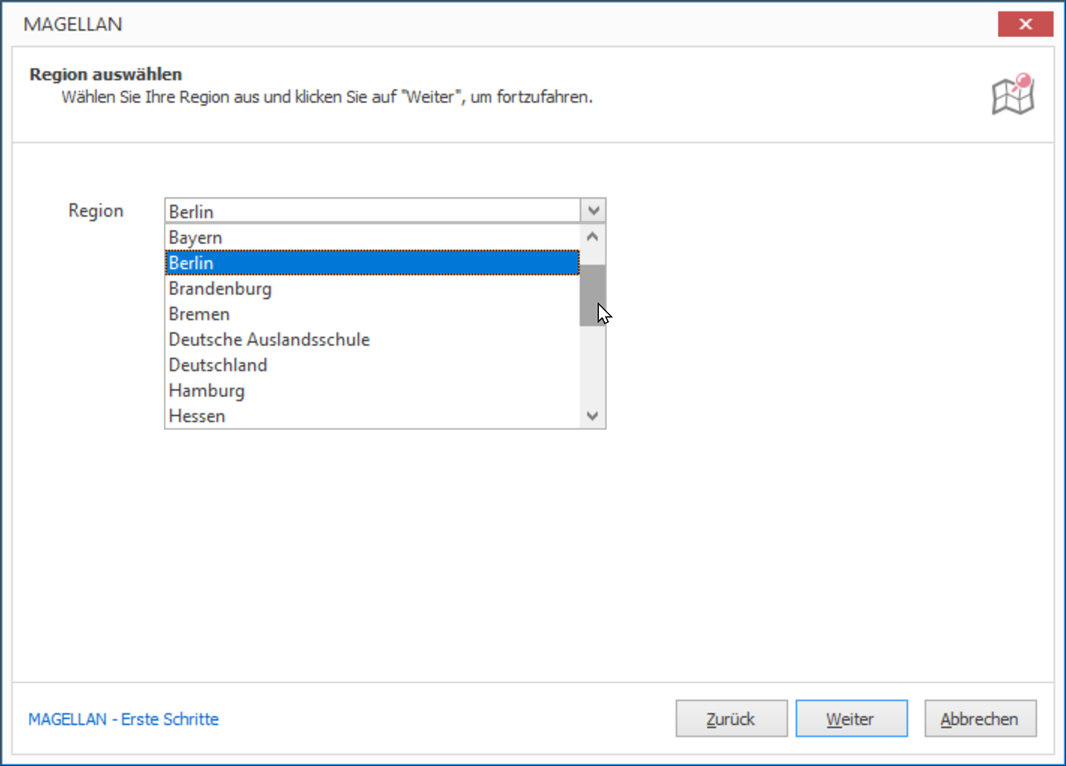 MAGELLAN
Region auswählen
Wählen Sie Ihre Region aus und klicken Sie auf "Weiter", um fortzufahren.
Region
Berlin
Bayern
Berlin
Brandenburg
Bremen
Deutsche Auslandsschule
Deutschland
Hamburg
Hessen
MAGELLAN - Erste Schritte
Zurück
Weiter
Abbrechen